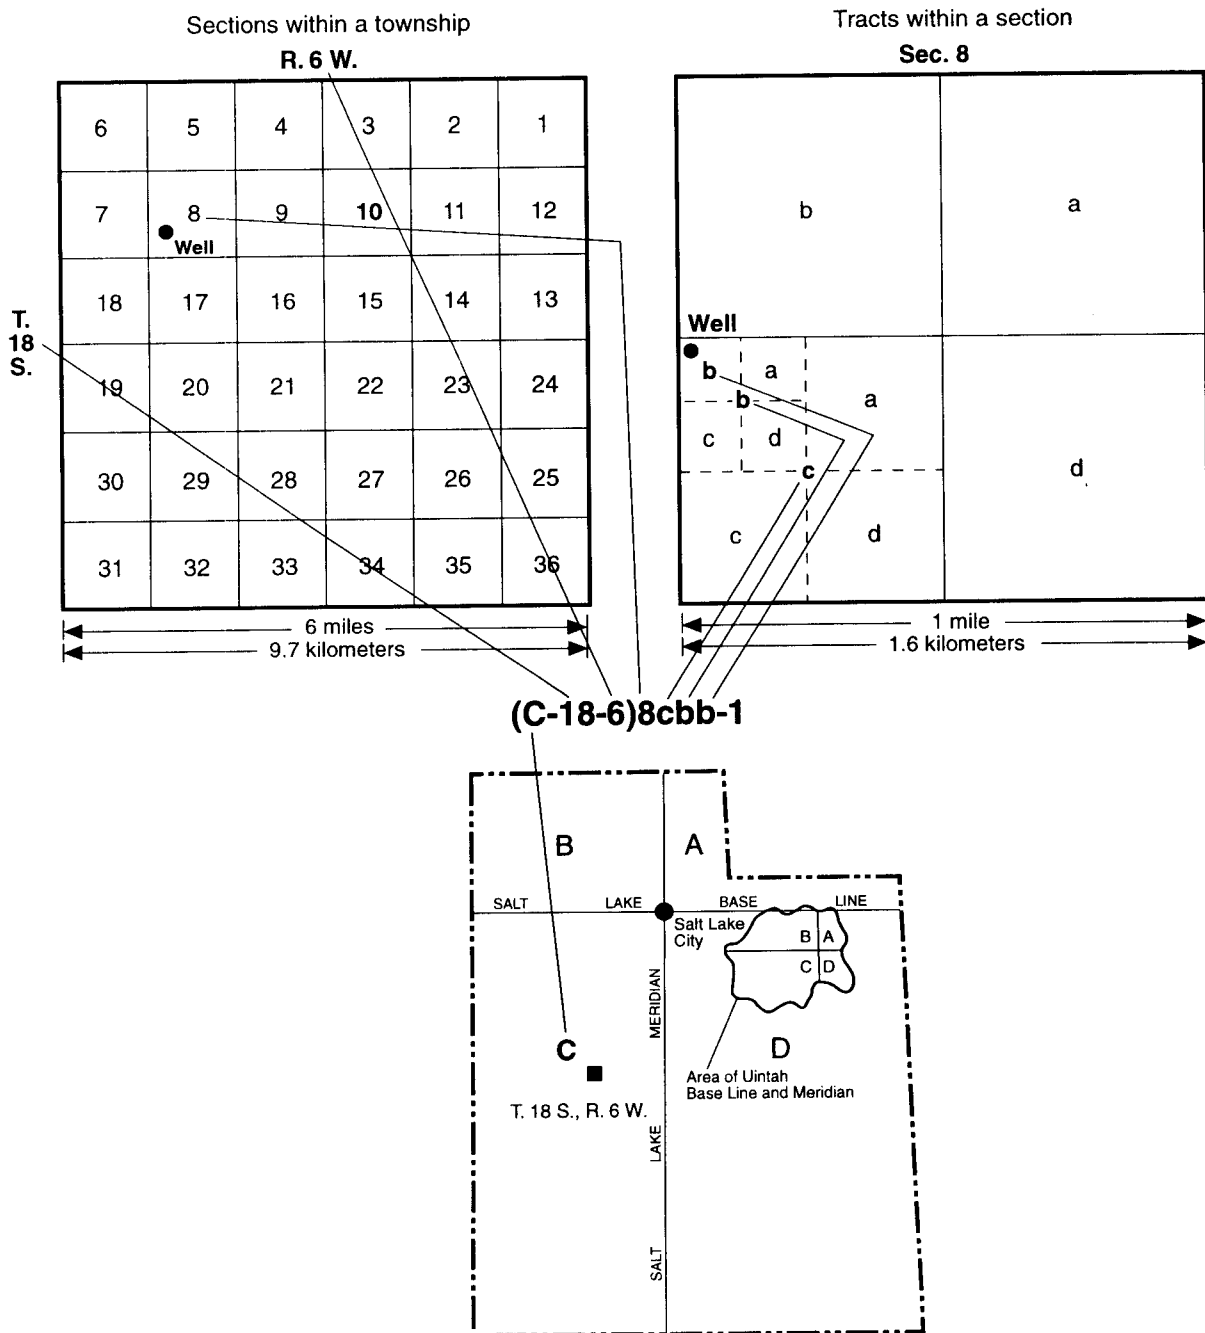 Sections within a township
R. 6 W.
6 5 4 3 2 1
7 8 9 10 11 12
Well
18 17 16 15 14 13
T.
18
S.
19 20 21 22 23 24
30 29 28 27 26 25
31 32 33 34 35 36
6 miles
9.7 kilometers
Tracts within a section
Sec. 8
b a
Well
b a a
b
c d
c d
c d
1 mile
1.6 kilometers
(C-18-6)8cbb-1
B A
SALT LAKE BASE LINE
Salt Lake
City
B A
C D
MERIDIAN
C
D
Area of Uintah
Base Line and Meridian
T. 18 S., R. 6 W.
LAKE
SALT